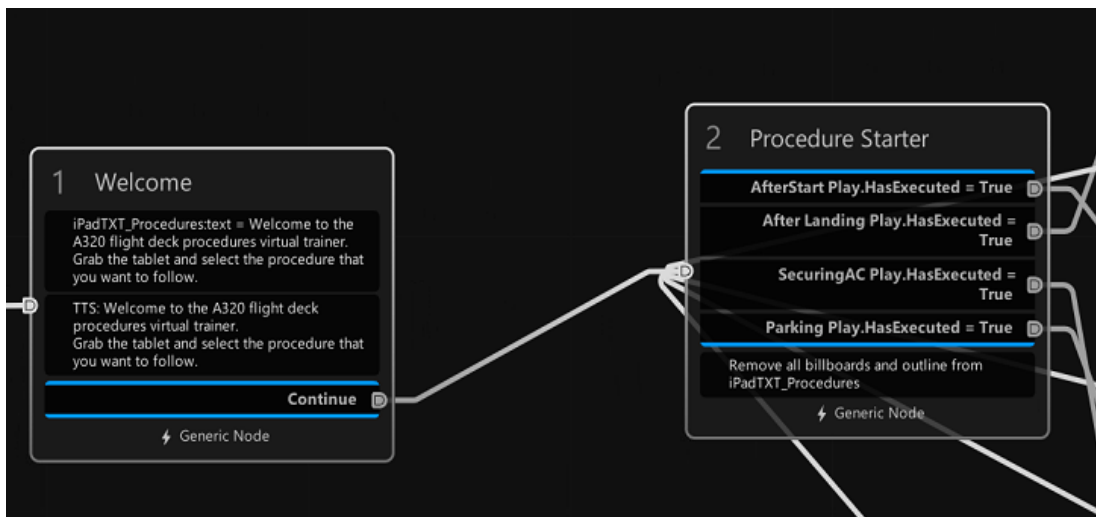 1 Welcome
iPadTXT_Procedures:text = Welcome to the
A320 flight deck procedures virtual trainer.
Grab the tablet and select the procedure that
you want to follow.
TTS: Welcome to the A320 flight deck
procedures virtual trainer.
Grab the tablet and select the procedure that
you want to follow.
Continue
Generic Node
2 Procedure Starter
AfterStart Play.HasExecuted = True
After Landing Play.HasExecuted =
True
SecuringAC Play.HasExecuted =
True
Parking Play.HasExecuted = True
Remove all billboards and outline from
iPadTXT_Procedures
Generic Node